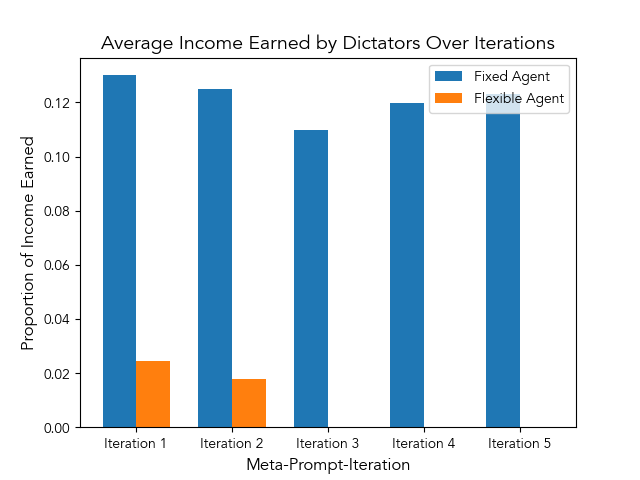 Average Income Earned by Dictators Over Iterations
Fixed Agent
Flexible Agent
Proportion of Income Earned
0.12
0.10
0.08
0.06
0.04
0.02
0.00
Iteration 1 Iteration 2 Iteration 3 Iteration 4 Iteration 5
Meta-Prompt-Iteration